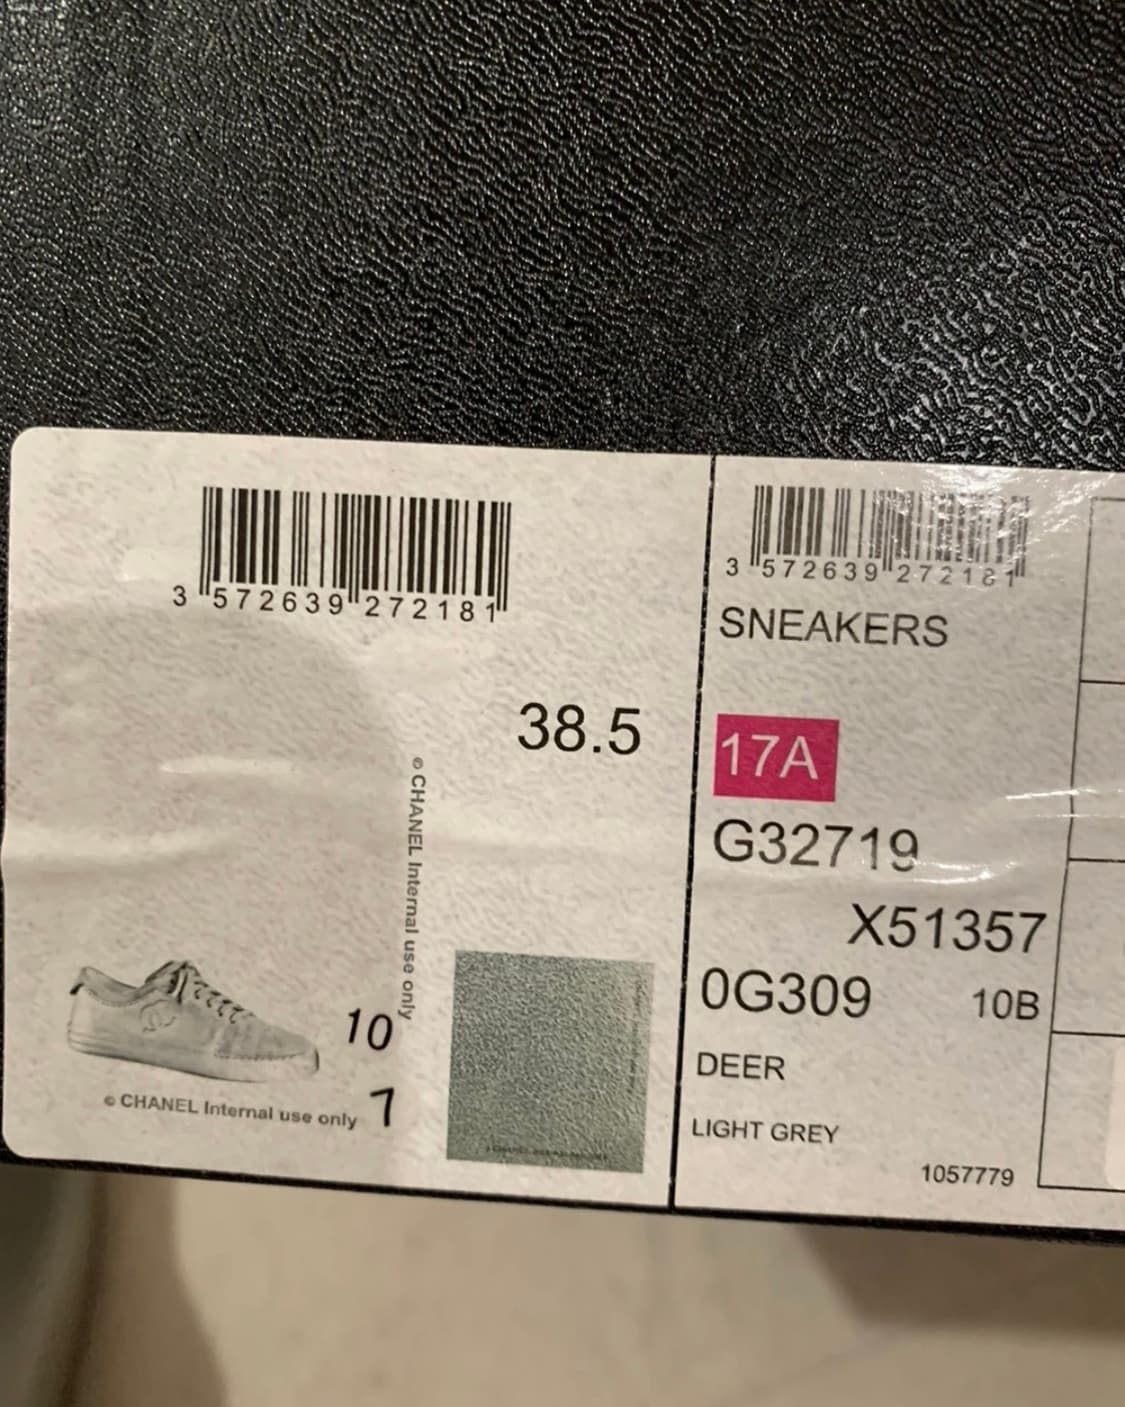 3 572639 272181
38.5
© CHANEL Internal use only
10
7
© CHANEL Internal use only
3 572639 272181
SNEAKERS
17A
G32719
X51357
0G309 10B
DEER
LIGHT GREY
1057779